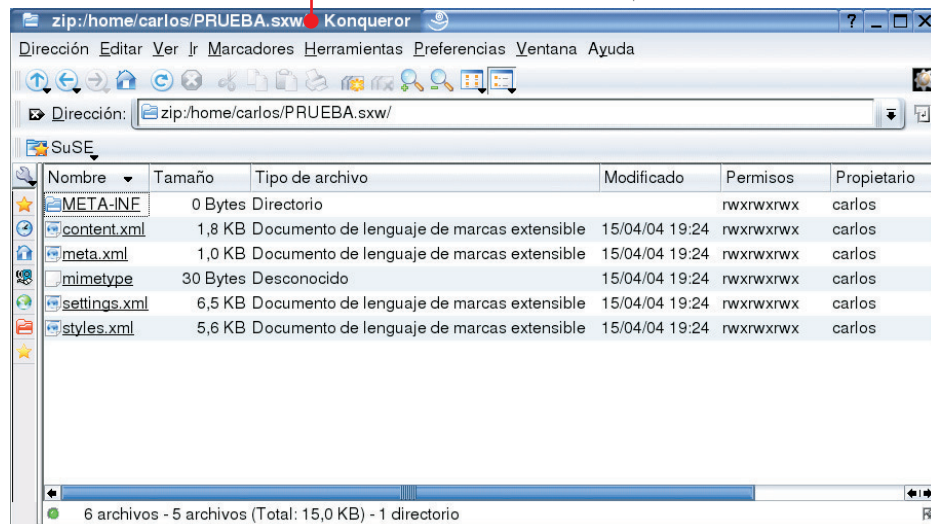 zip:/home/carlos/PRUEBA.sxw/ Konqueror
Dirección Editar Ver Ir Marcadores Herramientas Preferencias Ventana Ayuda
Dirección: zip:/home/carlos/PRUEBA.sxw/
SuSE
Nombre Tamaño Tipo de archivo Modificado Permisos Propietario
META-INF 0 Bytes Directorio rwxrwxrwx carlos
content.xml 1,8 KB Documento de lenguaje de marcas extensible 15/04/04 19:24 rwxrwxrwx carlos
meta.xml 1,0 KB Documento de lenguaje de marcas extensible 15/04/04 19:24 rwxrwxrwx carlos
mimetype 30 Bytes Desconocido 15/04/04 19:24 rwxrwxrwx carlos
settings.xml 6,5 KB Documento de lenguaje de marcas extensible 15/04/04 19:24 rwxrwxrwx carlos
styles.xml 5,6 KB Documento de lenguaje de marcas extensible 15/04/04 19:24 rwxrwxrwx carlos
6 archivos - 5 archivos (Total: 15,0 KB) - 1 directorio